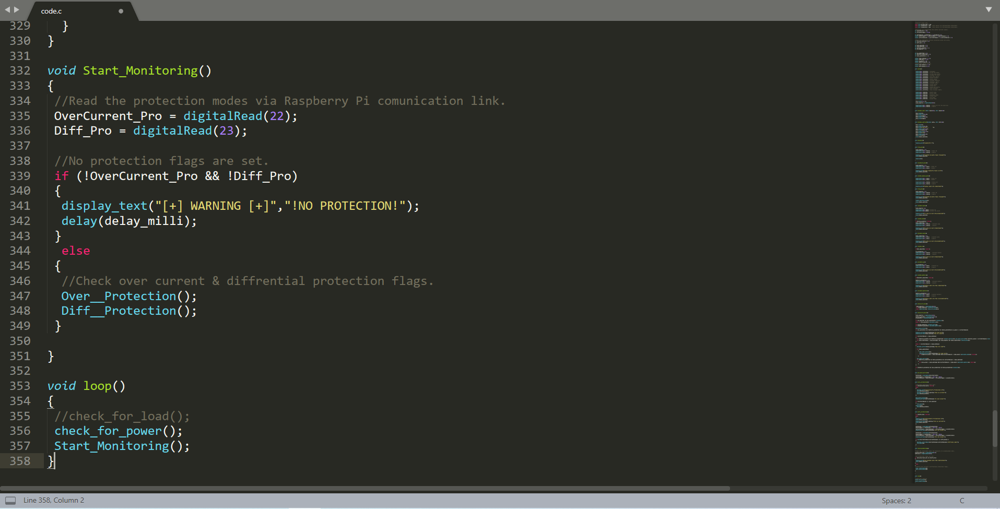 code.c
329 }
330 }
331
332 void Start_Monitoring()
333 {
334 //Read the protection modes via Raspberry Pi comunication link.
335 OverCurrent_Pro = digitalRead(22);
336 Diff_Pro = digitalRead(23);
337
338 //No protection flags are set.
339 if (!OverCurrent_Pro && !Diff_Pro)
340 {
341 display_text("[+] WARNING [+]","!NO PROTECTION!");
342 delay(delay_milli);
343 }
344 else
345 {
346 //Check over current & diffrential protection flags.
347 Over__Protection();
348 Diff__Protection();
349 }
350
351 }
352
353 void loop()
354 {
355 //check_for_load();
356 check_for_power();
357 Start_Monitoring();
358 }
Line 358, Column 2
Spaces: 2
C